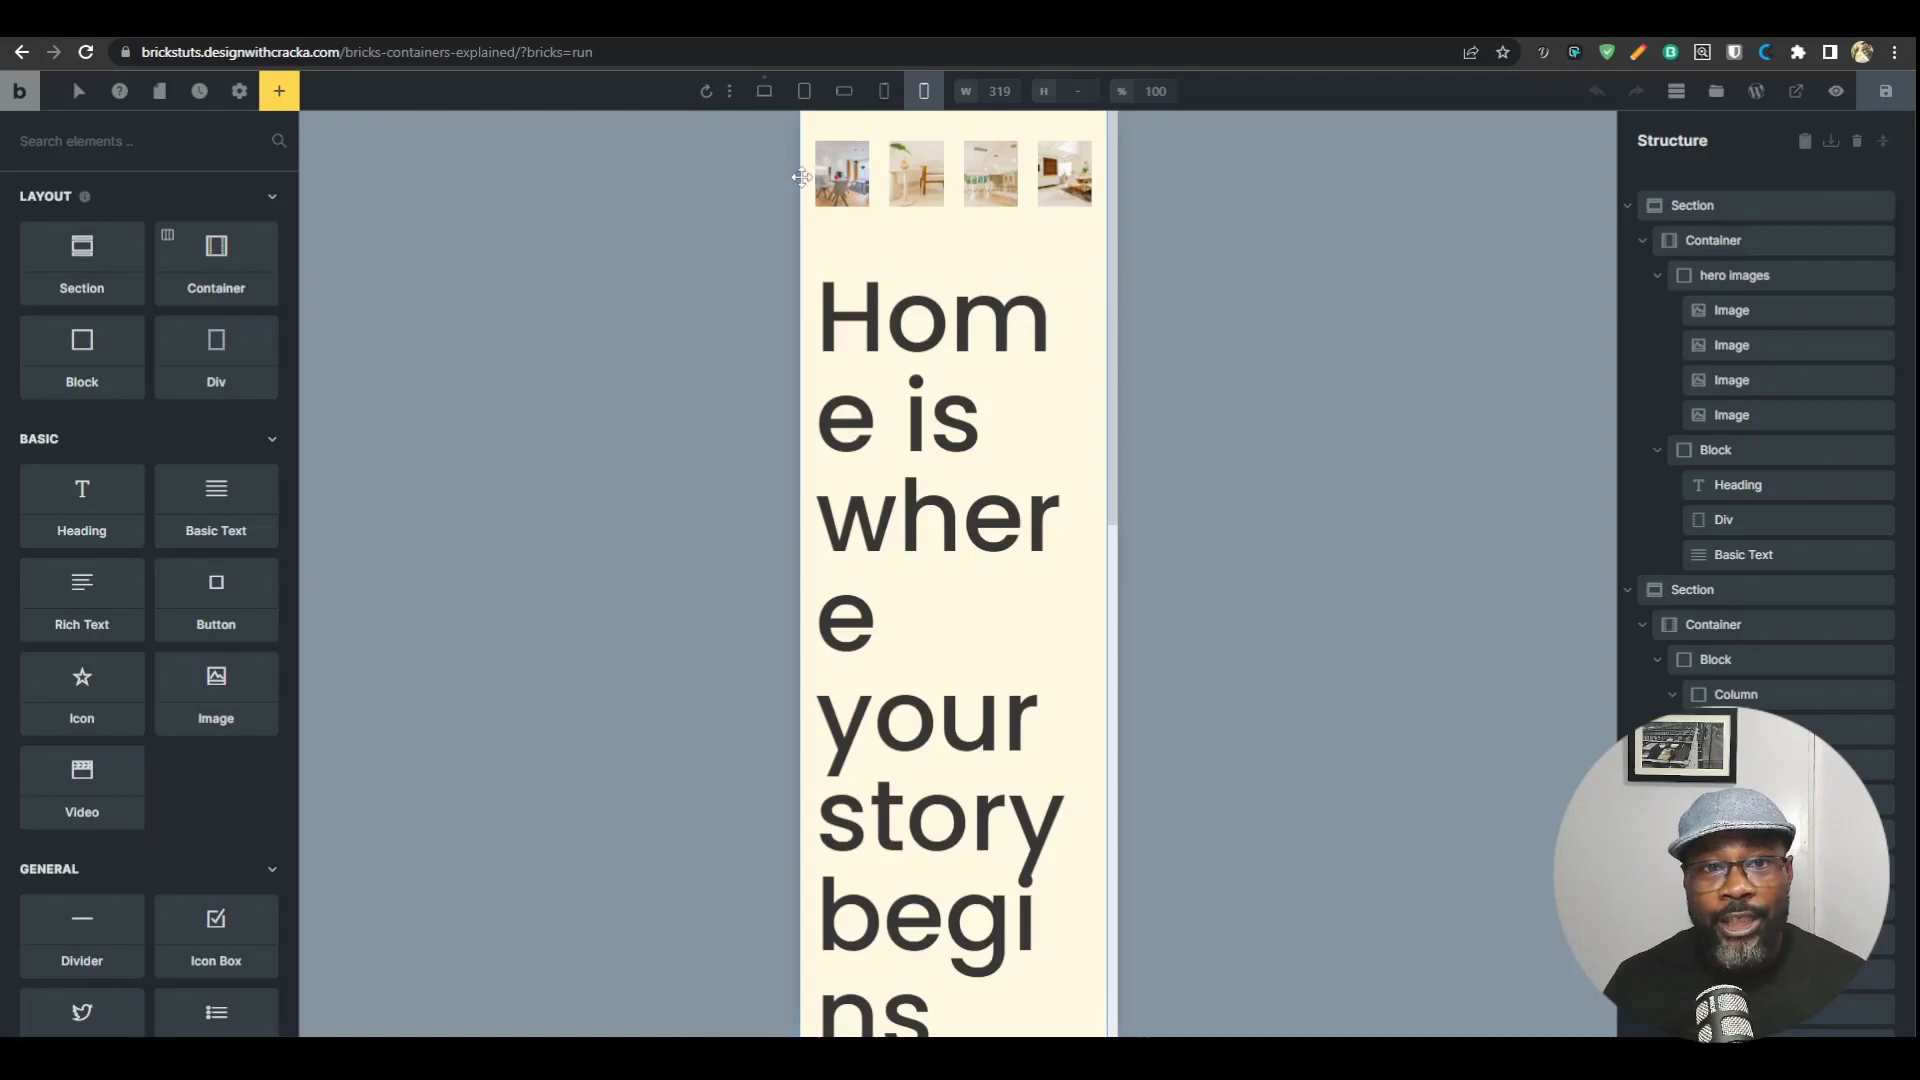 brickstuts.designwithcracka.com/bricks-containers-explained/?bricks=run
b
W 319 H - % 100
Search elements ..
LAYOUT
Section
Container
Block
Div
BASIC
Heading
Basic Text
Rich Text
Button
Icon
Image
Video
GENERAL
Divider
Icon Box
Hom
e is
wher
e
your
story
begi
ns
Structure
Section
Container
hero images
Image
Image
Image
Image
Block
Heading
Div
Basic Text
Section
Container
Block
Column